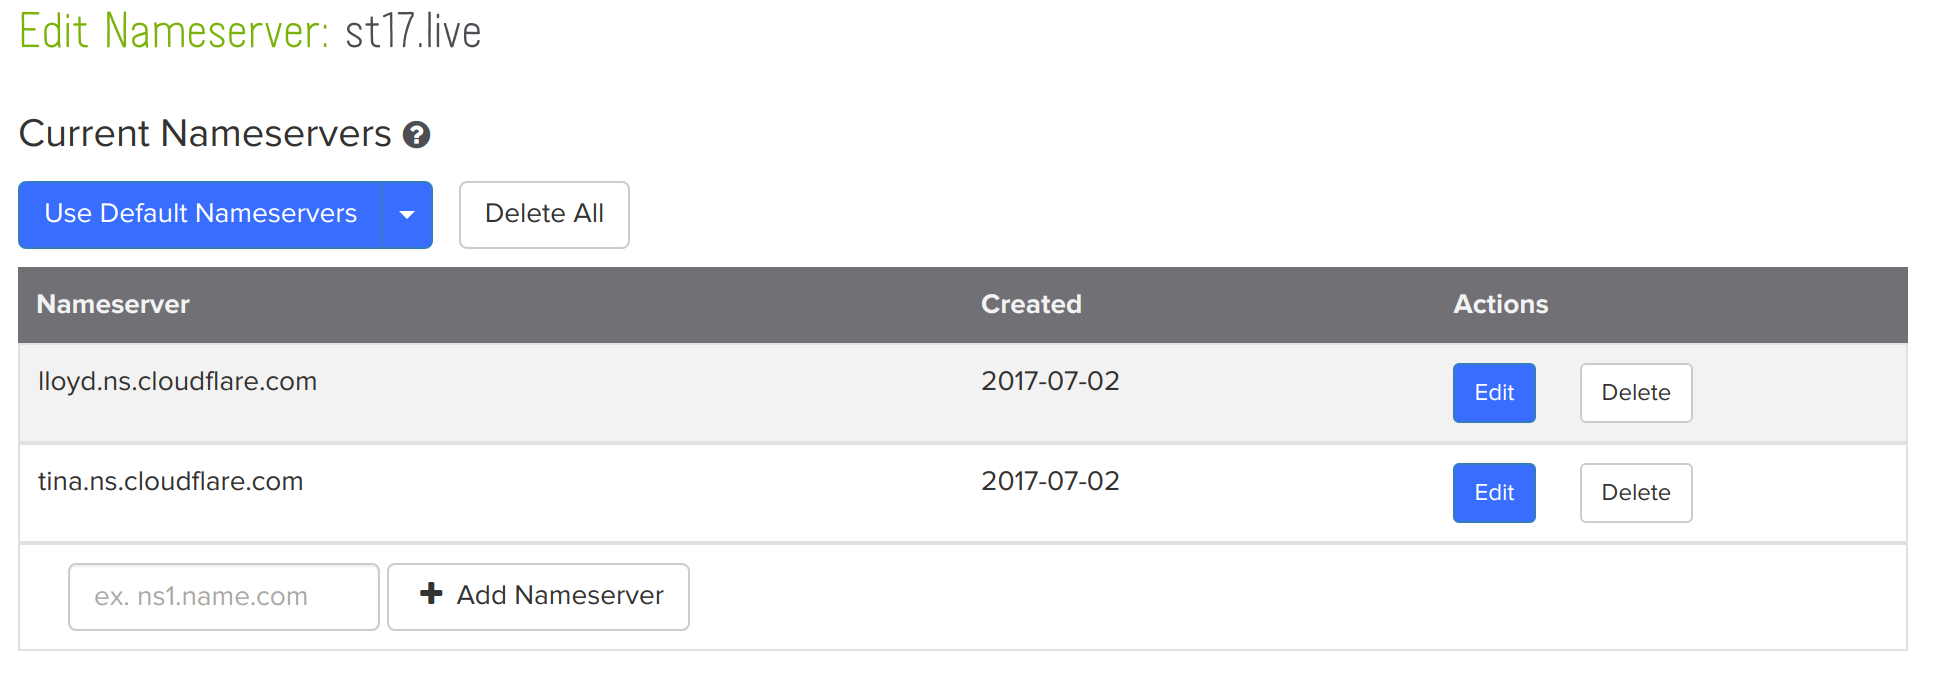 Edit Nameserver: st17.live
Current Nameservers ?
Use Default Nameservers Delete All
Nameserver Created Actions
lloyd.ns.cloudflare.com 2017-07-02 Edit Delete
tina.ns.cloudflare.com 2017-07-02 Edit Delete
ex. ns1.name.com + Add Nameserver